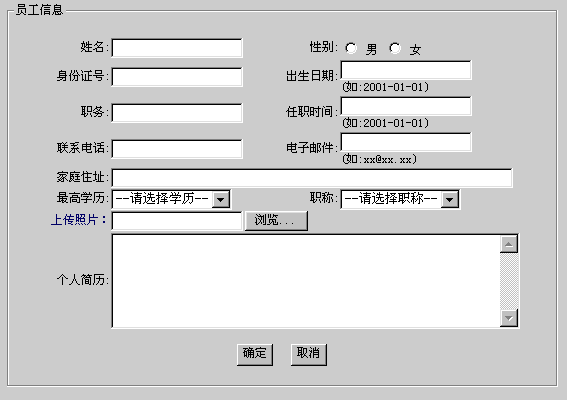 员工信息
姓名: 性别: 男 女
身份证号: 出生日期:
(如:2001-01-01)
职务: 任职时间:
(如:2001-01-01)
联系电话: 电子邮件:
(如:xx@xx.xx)
家庭住址:
最高学历: --请选择学历-- 职称: --请选择职称--
上传照片： 浏览...
个人简历:
确定 取消